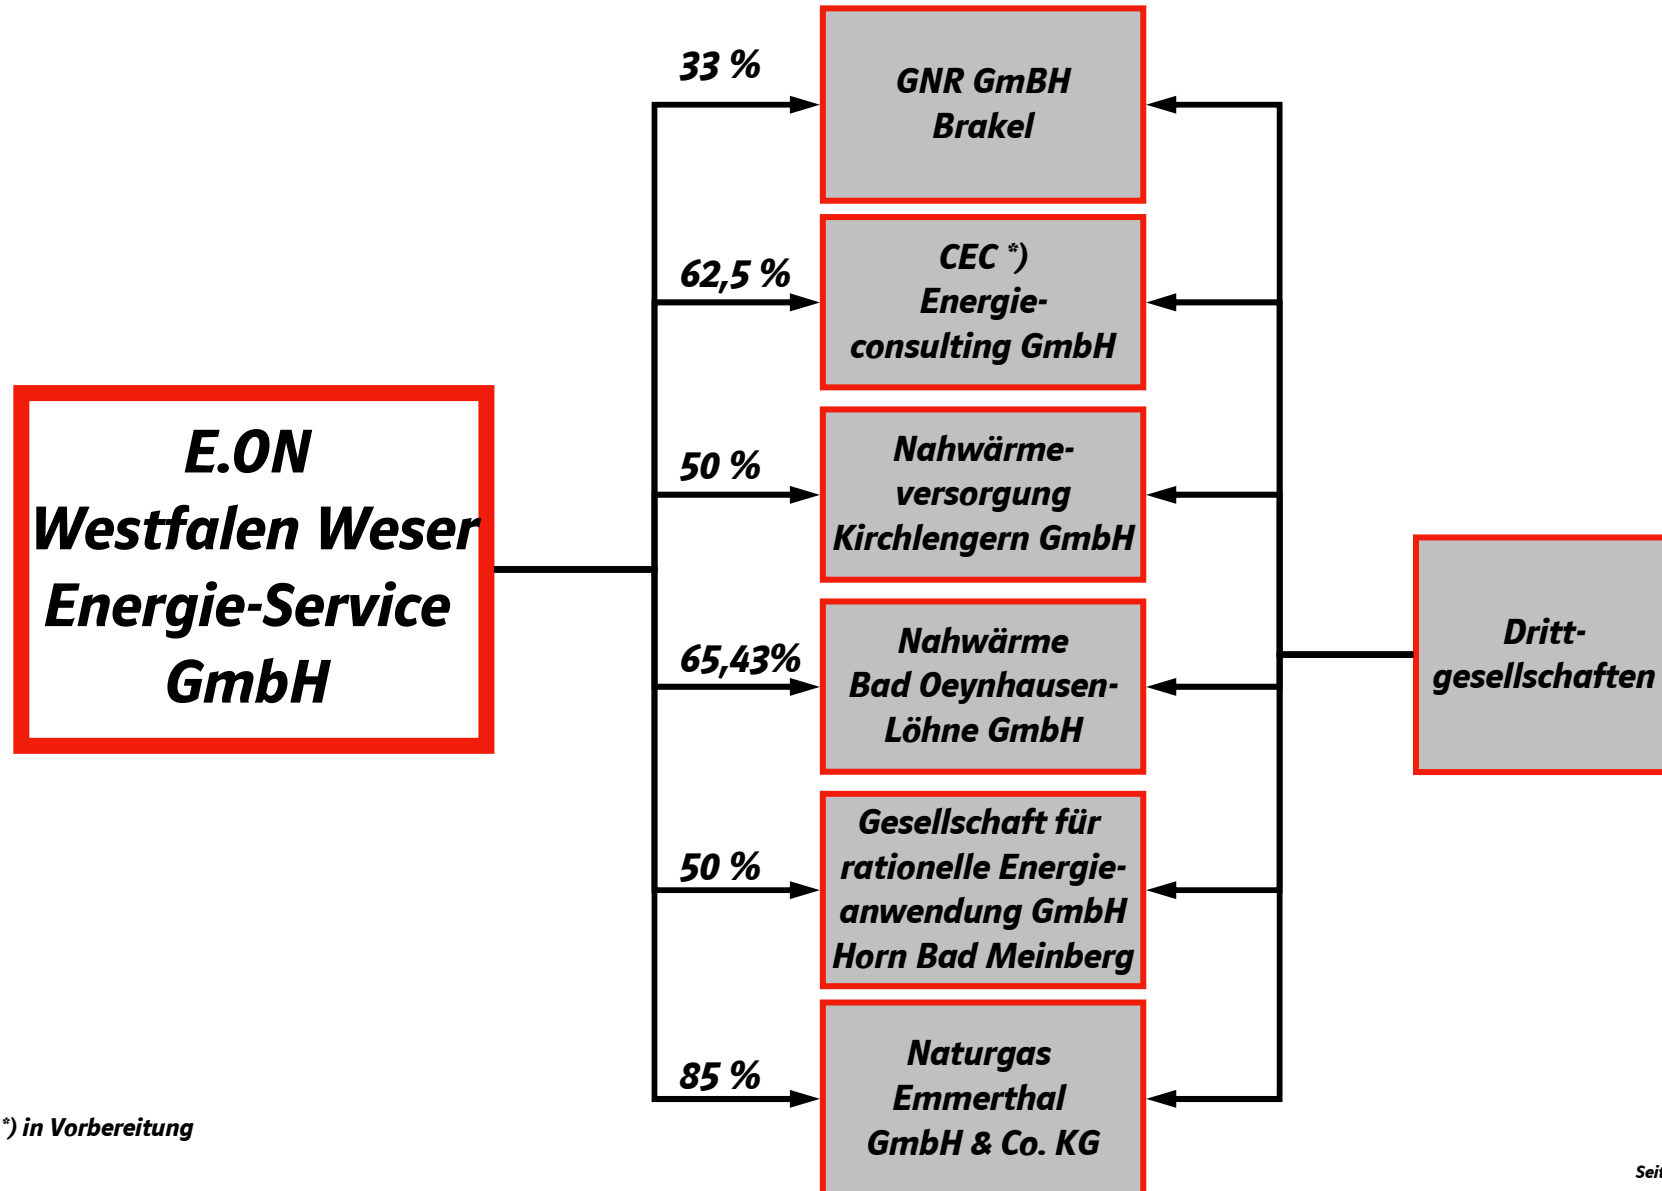 33 %
GNR GmBH
Brakel
62,5 %
CEC *)
Energie-
consulting GmbH
E.ON
Westfalen Weser
Energie-Service
GmbH
50 %
Nahwärme-
versorgung
Kirchlengern GmbH
65,43%
Nahwärme
Bad Oeynhausen-
Löhne GmbH
Dritt-
gesellschaften
50 %
Gesellschaft für
rationelle Energie-
anwendung GmbH
Horn Bad Meinberg
85 %
Naturgas
Emmerthal
GmbH & Co. KG
*) in Vorbereitung